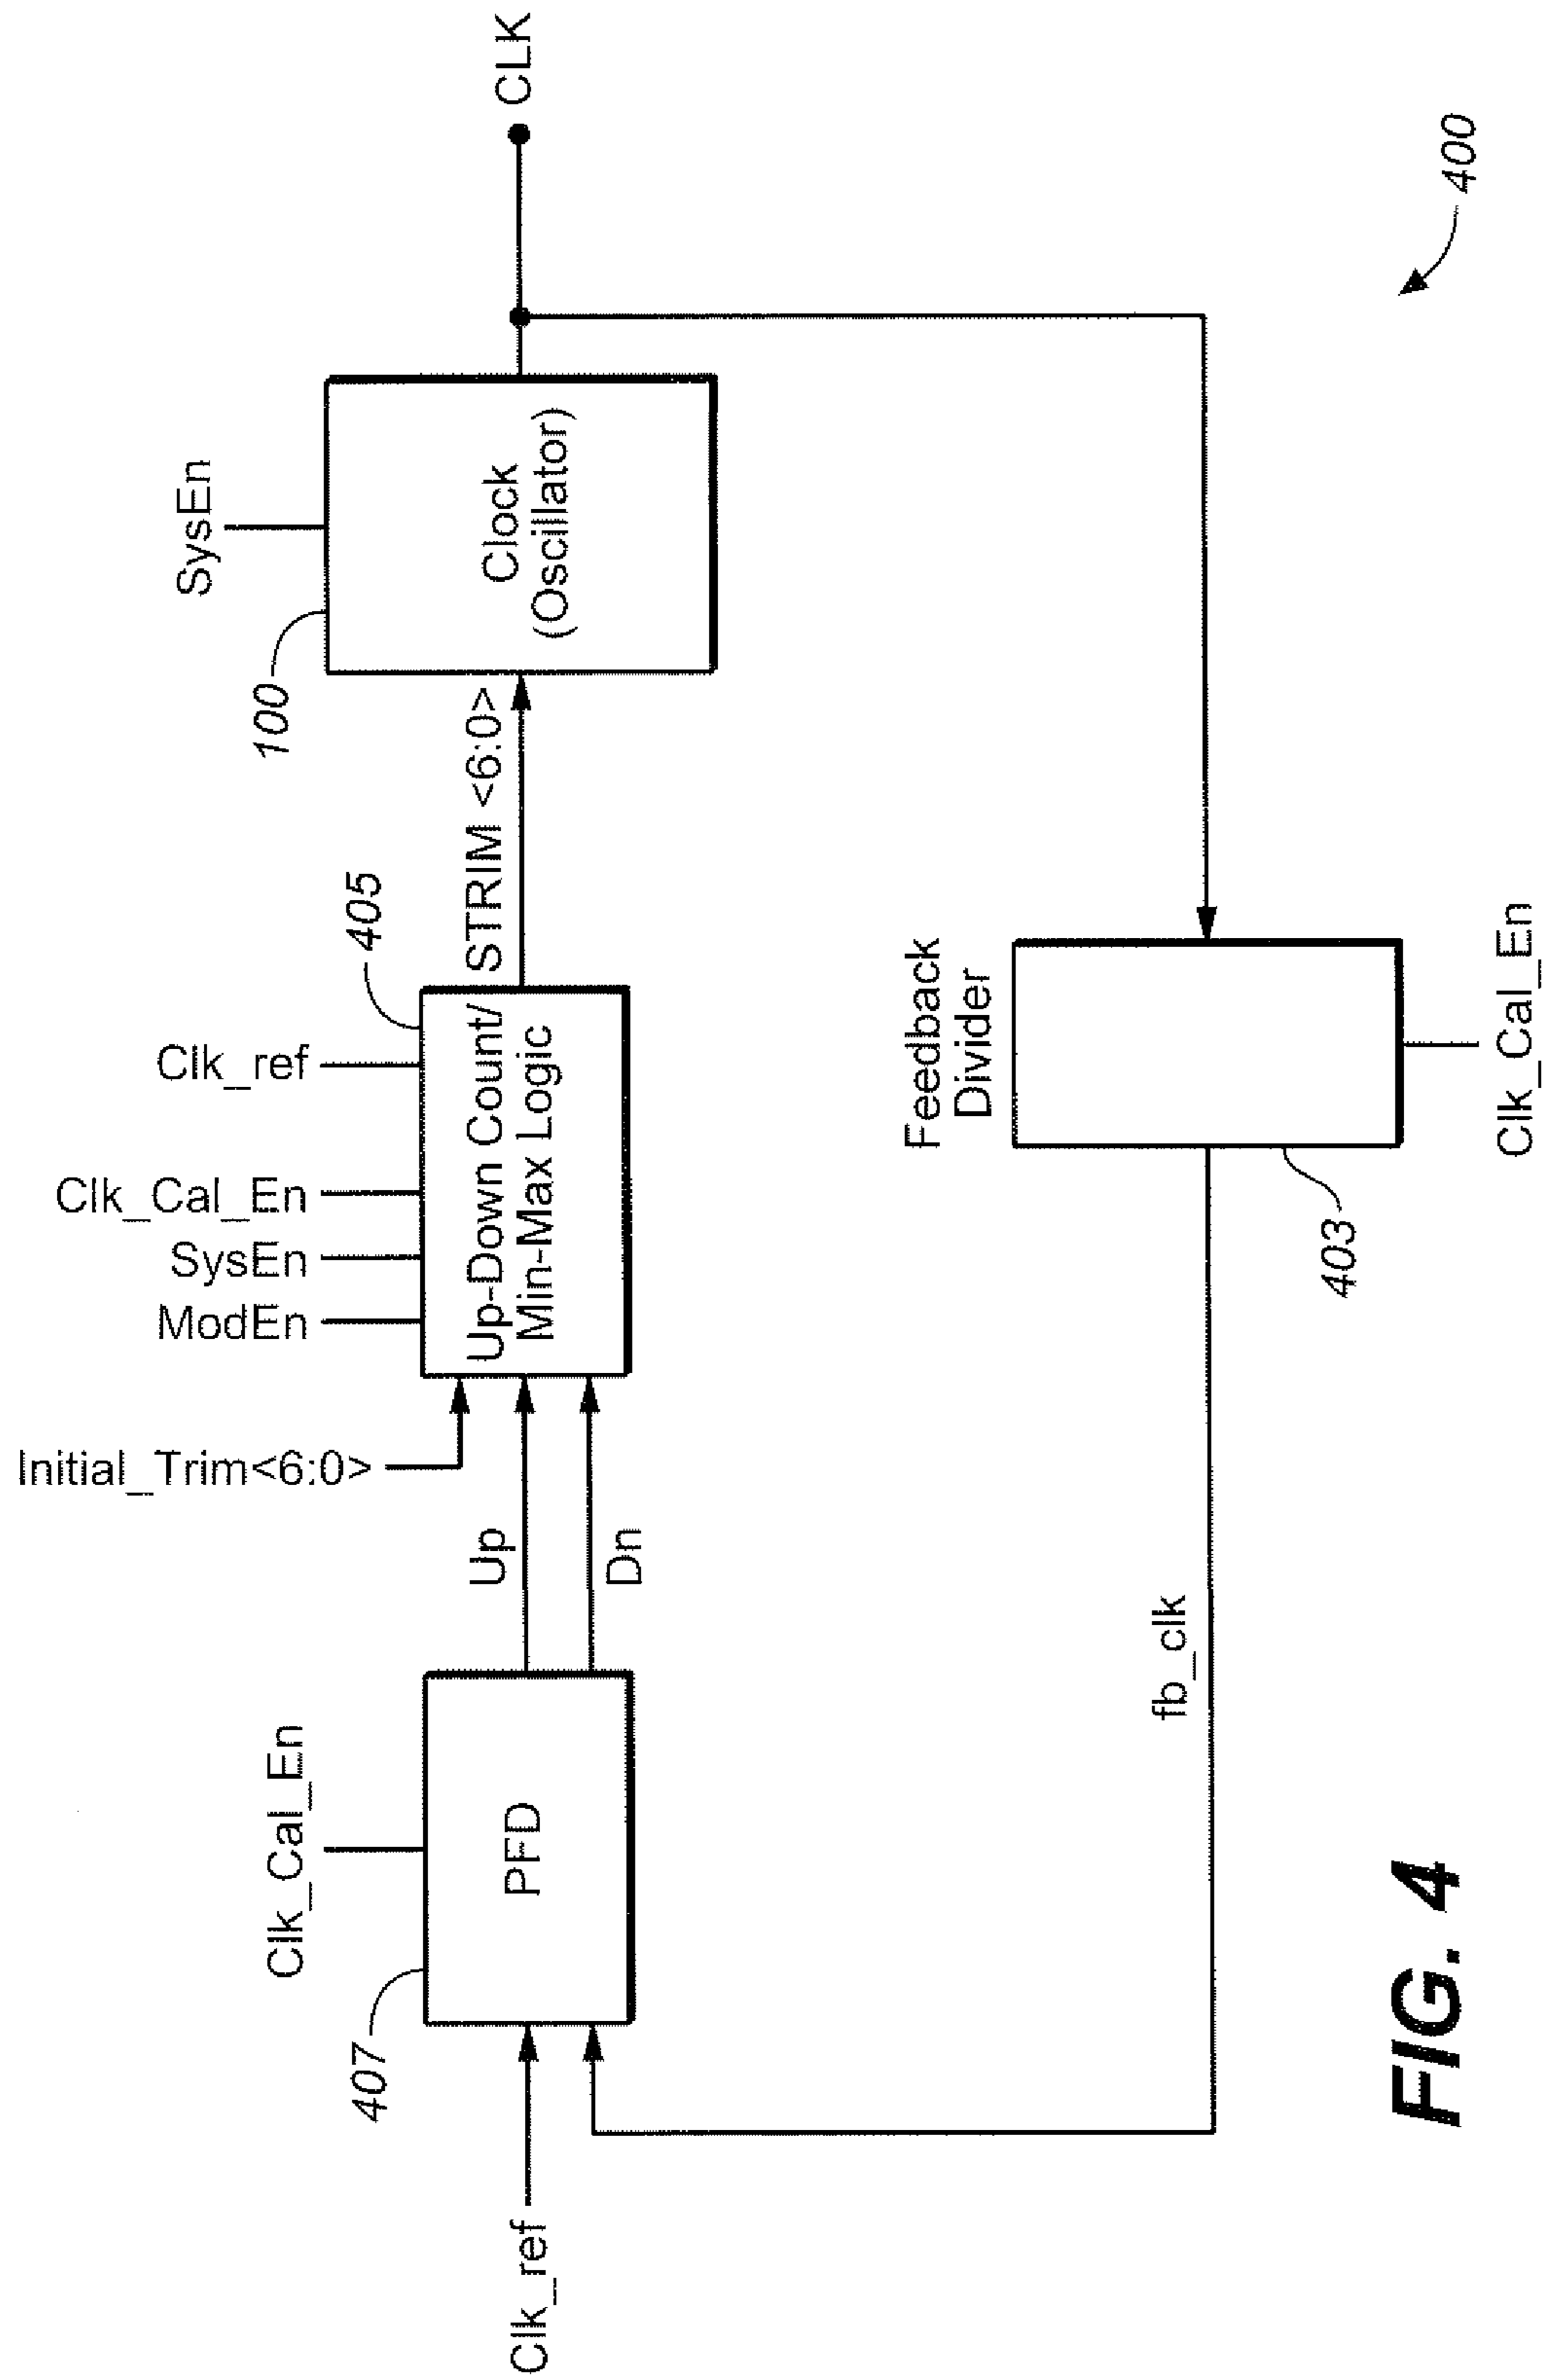 Clk_Cal_En
407
PFD
Clk_ref
Up
Dn
Initial_Trim<6:0>
ModEn
SysEn
Clk_Cal_En
Clk_ref
405
Up-Down Count/
Min-Max Logic
STRIM <6:0>
100
SysEn
Clock
(Oscillator)
CLK
fb_clk
Feedback
Divider
403
Clk_Cal_En
400
FIG. 4